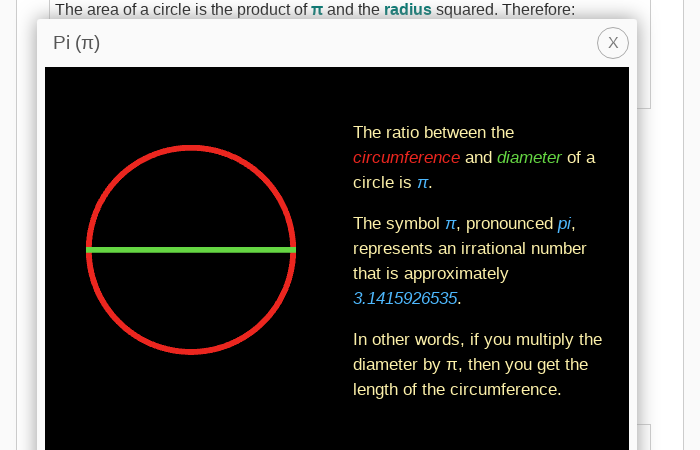 The area of a circle is the product of π and the radius squared. Therefore:
Pi (π)
X
The ratio between the
circumference and diameter of a
circle is π.
The symbol π, pronounced pi,
represents an irrational number
that is approximately
3.1415926535.
In other words, if you multiply the
diameter by π, then you get the
length of the circumference.